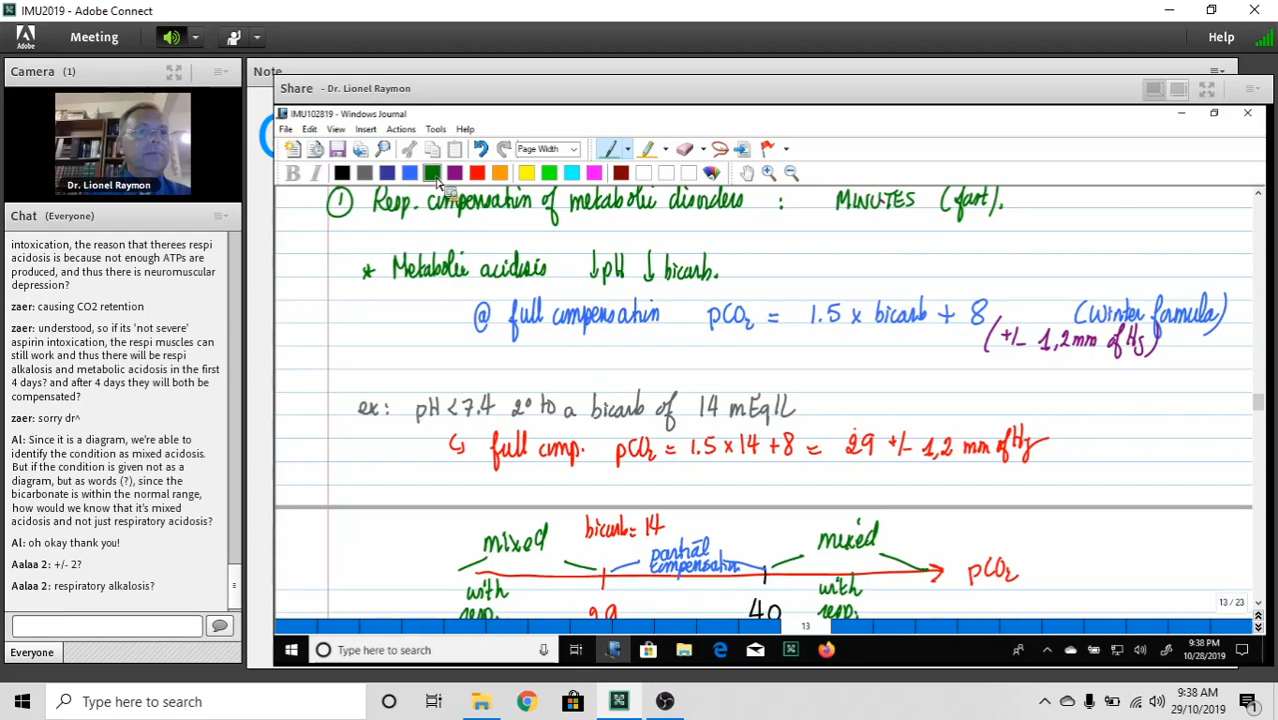 IMU2019 - Adobe Connect
Meeting
Help
Camera (1)
Dr. Lionel Raymon
Note
Share - Dr. Lionel Raymon
IMU102819 - Windows Journal
File Edit View Insert Actions Tools Help
Page Width
Chat (Everyone)
intoxication, the reason that therees respi
acidosis is because not enough ATPs are
produced, and thus there is neuromuscular
depression?
zaer: causing CO2 retention
zaer: understood, so if its 'not severe'
aspirin intoxication, the respi muscles can
still work and thus there will be respi
alkalosis and metabolic acidosis in the first
4 days? and after 4 days they will both be
compensated?
zaer: sorry dr^
Al: Since it is a diagram, we're able to
identify the condition as mixed acidosis.
But if the condition is given not as a
diagram, but as words (?), since the
bicarbonate is within the normal range,
how would we know that it's mixed
acidosis and not just respiratory acidosis?
Al: oh okay thank you!
Aalaa 2: +/- 2?
Aalaa 2: respiratory alkalosis?
Everyone
① Resp. compensation of metabolic disorders : MINUTES (fast).
* Metabolic acidosis ↓pH ↓ bicarb.
@ full compensation pCO₂ = 1.5 x bicarb + 8 (Winter formula)
(+/- 1,2 mm of Hg)
ex: pH < 7.4 2° to a bicarb of 14 mEq/L
↳ full comp. pCO₂ = 1.5 x 14 + 8 = 29 +/- 1,2 mm of Hg
bicarb = 14
mixed partial compensation mixed
pCO₂
with 29 40 with
resp. resp.
13 / 23
13
Type here to search
9:38 PM
10/28/2019
Type here to search
9:38 AM
29/10/2019